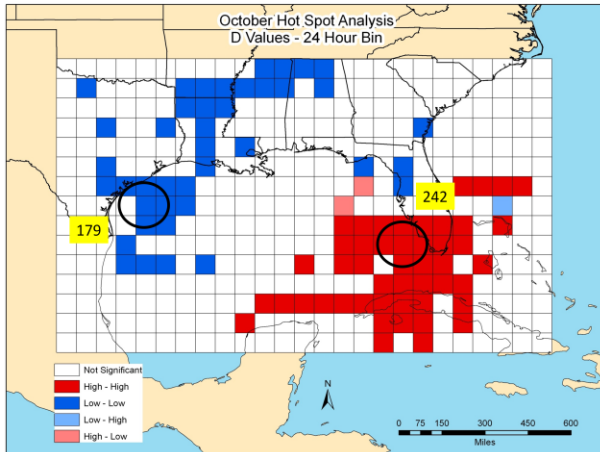 October Hot Spot Analysis
D Values - 24 Hour Bin
242
179
Not Significant
High - High
Low - Low
Low - High
High - Low
N
0 75 150 300 450 600
Miles